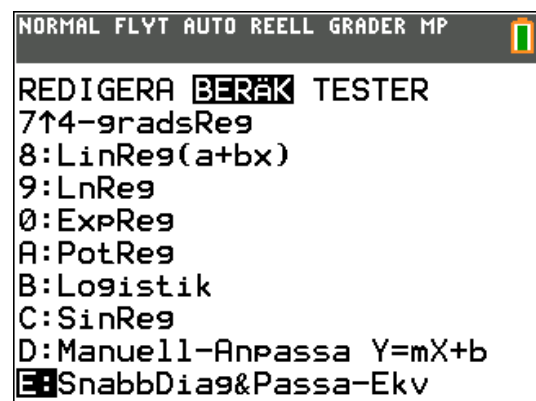 NORMAL FLYT AUTO REELL GRADER MP
REDIGERA BERÄK TESTER
7↑4-gradsReg
8:LinReg(a+bx)
9:LnReg
0:ExpReg
A:PotReg
B:Logistik
C:SinReg
D:Manuell-Anpassa Y=mX+b
E:SnabbDiag&Passa-Ekv